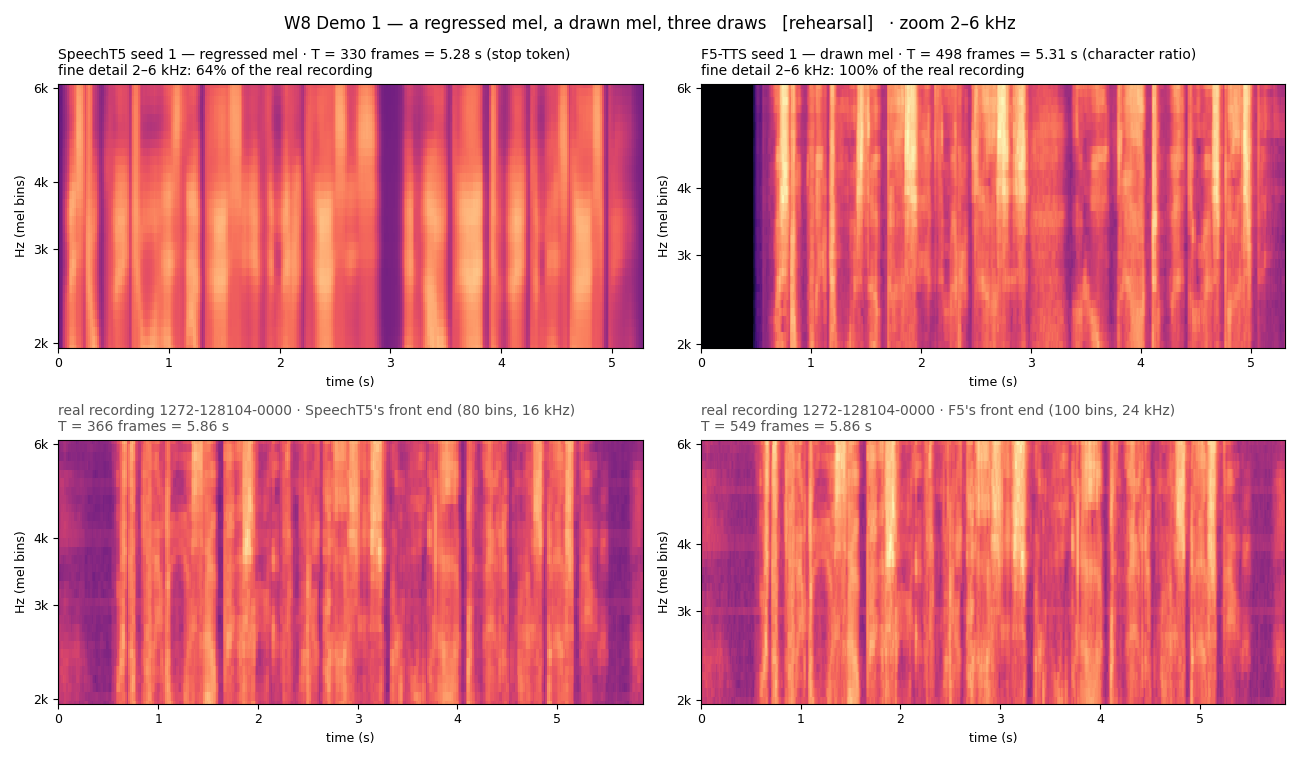 W8 Demo 1 — a regressed mel, a drawn mel, three draws [rehearsal] · zoom 2–6 kHz
SpeechT5 seed 1 — regressed mel · T = 330 frames = 5.28 s (stop token)
fine detail 2–6 kHz: 64% of the real recording
6k
4k
3k
2k
Hz (mel bins)
0 1 2 3 4 5
time (s)
F5-TTS seed 1 — drawn mel · T = 498 frames = 5.31 s (character ratio)
fine detail 2–6 kHz: 100% of the real recording
6k
4k
3k
2k
Hz (mel bins)
0 1 2 3 4 5
time (s)
real recording 1272-128104-0000 · SpeechT5's front end (80 bins, 16 kHz)
T = 366 frames = 5.86 s
6k
4k
3k
2k
Hz (mel bins)
0 1 2 3 4 5
time (s)
real recording 1272-128104-0000 · F5's front end (100 bins, 24 kHz)
T = 549 frames = 5.86 s
6k
4k
3k
2k
Hz (mel bins)
0 1 2 3 4 5
time (s)